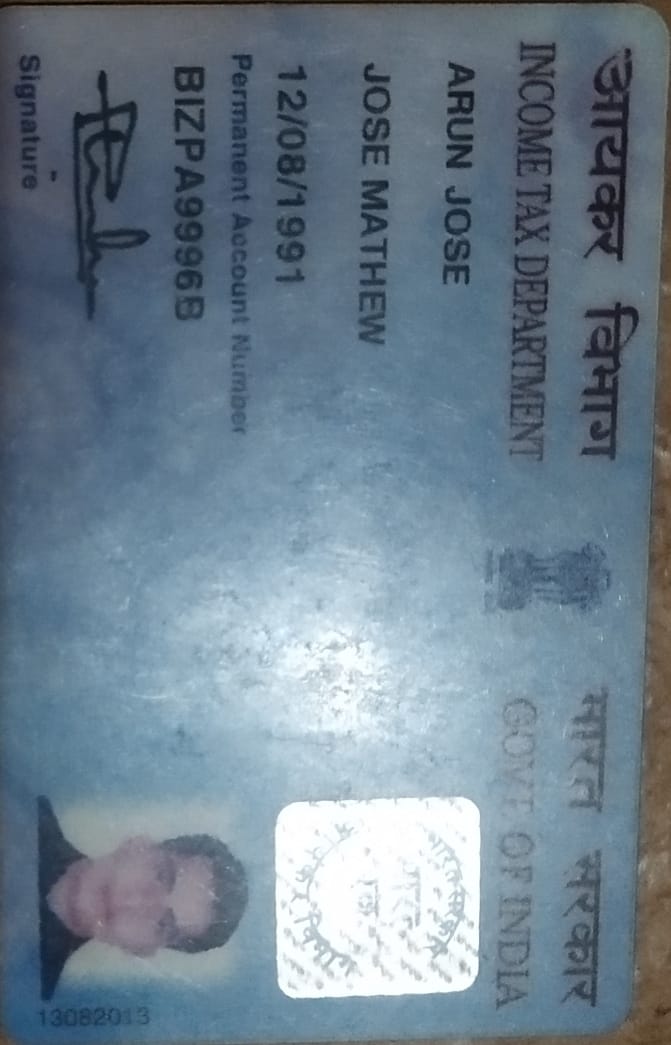 आयकर विभाग
INCOME TAX DEPARTMENT
भारत सरकार
GOVT. OF INDIA
ARUN JOSE
JOSE MATHEW
12/08/1991
Permanent Account Number
BIZPA9996B
Signature
13082013